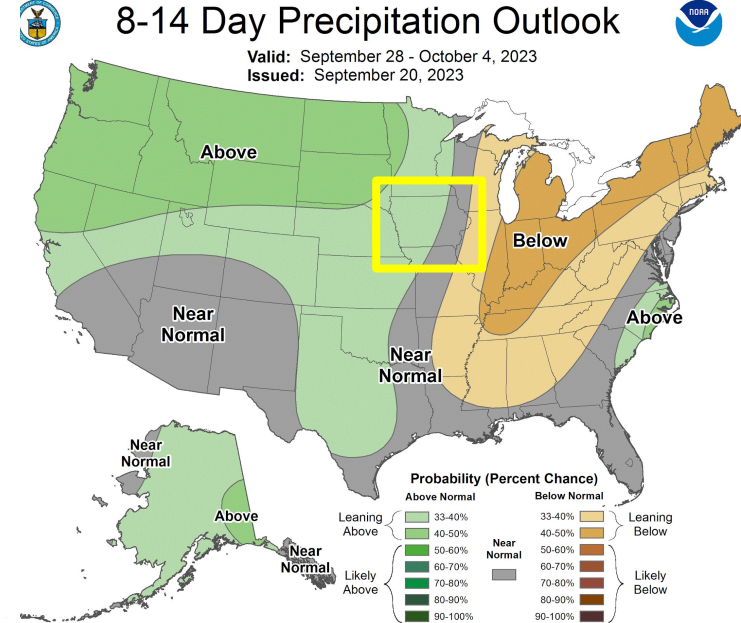 8-14 Day Precipitation Outlook
NOAA
Valid: September 28 - October 4, 2023
Issued: September 20, 2023
Above
Below
Near
Normal
Above
Near
Normal
Near
Normal
Above
Near
Normal
Probability (Percent Chance)
Above Normal
Below Normal
Leaning
Above
33-40%
40-50%
50-60%
60-70%
70-80%
80-90%
90-100%
Likely
Above
Near
Normal
33-40%
40-50%
50-60%
60-70%
70-80%
80-90%
90-100%
Leaning
Below
Likely
Below